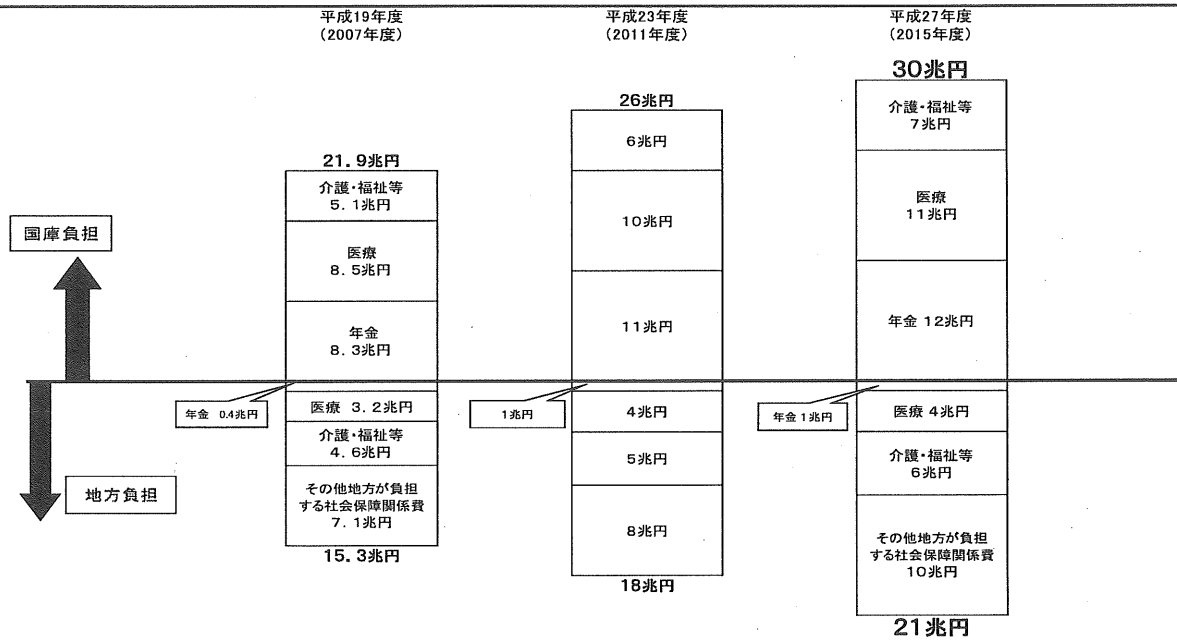 平成19年度
（2007年度）
平成23年度
（2011年度）
平成27年度
（2015年度）
国庫負担
地方負担
21.9兆円
介護・福祉等
5.1兆円
医療
8.5兆円
年金
8.3兆円
年金 0.4兆円
医療 3.2兆円
介護・福祉等
4.6兆円
その他地方が負担
する社会保障関係費
7.1兆円
15.3兆円
26兆円
6兆円
10兆円
11兆円
1兆円
4兆円
5兆円
8兆円
18兆円
30兆円
介護・福祉等
7兆円
医療
11兆円
年金 12兆円
年金 1兆円
医療 4兆円
介護・福祉等
6兆円
その他地方が負担
する社会保障関係費
10兆円
21兆円